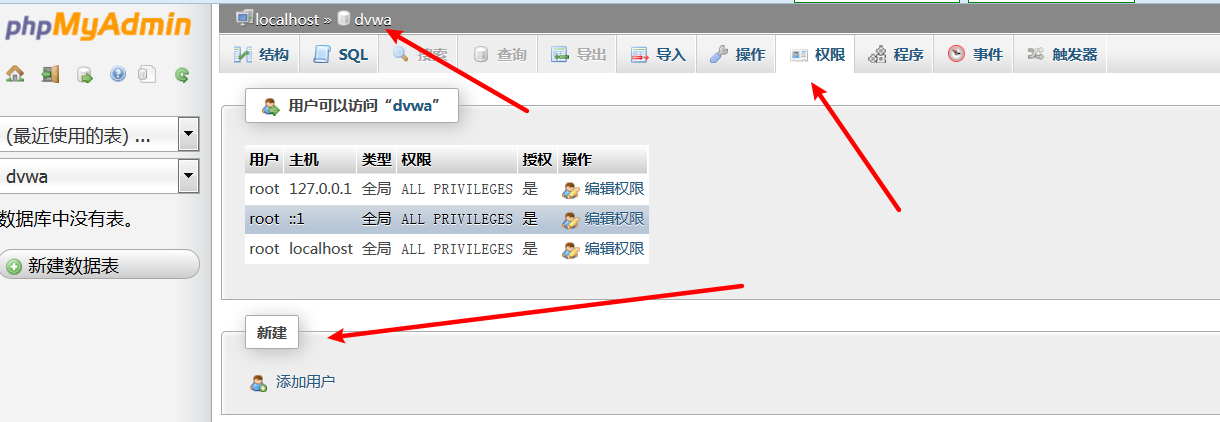 phpMyAdmin
localhost » dvwa
结构 SQL 搜索 查询 导出 导入 操作 权限 程序 事件 触发器
(最近使用的表) ...
dvwa
数据库中没有表。
新建数据表
用户可以访问“dvwa”
用户 主机 类型 权限 授权 操作
root 127.0.0.1 全局 ALL PRIVILEGES 是 编辑权限
root ::1 全局 ALL PRIVILEGES 是 编辑权限
root localhost 全局 ALL PRIVILEGES 是 编辑权限
新建
添加用户